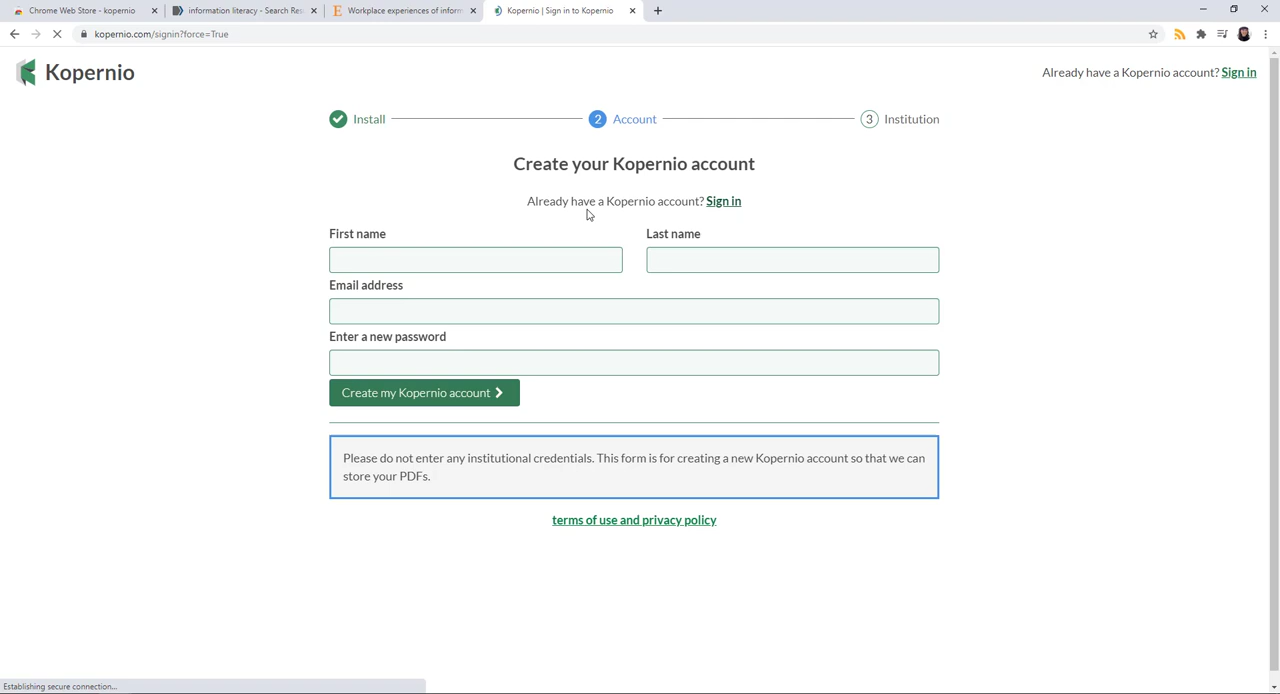 Chrome Web Store - kopernio
information literacy - Search Res
Workplace experiences of inform
Kopernio | Sign in to Kopernio
kopernio.com/signin?force=True
Kopernio
Already have a Kopernio account? Sign in
Install
2 Account
3 Institution
Create your Kopernio account
Already have a Kopernio account? Sign in
First name
Last name
Email address
Enter a new password
Create my Kopernio account
Please do not enter any institutional credentials. This form is for creating a new Kopernio account so that we can
store your PDFs.
terms of use and privacy policy
Establishing secure connection...